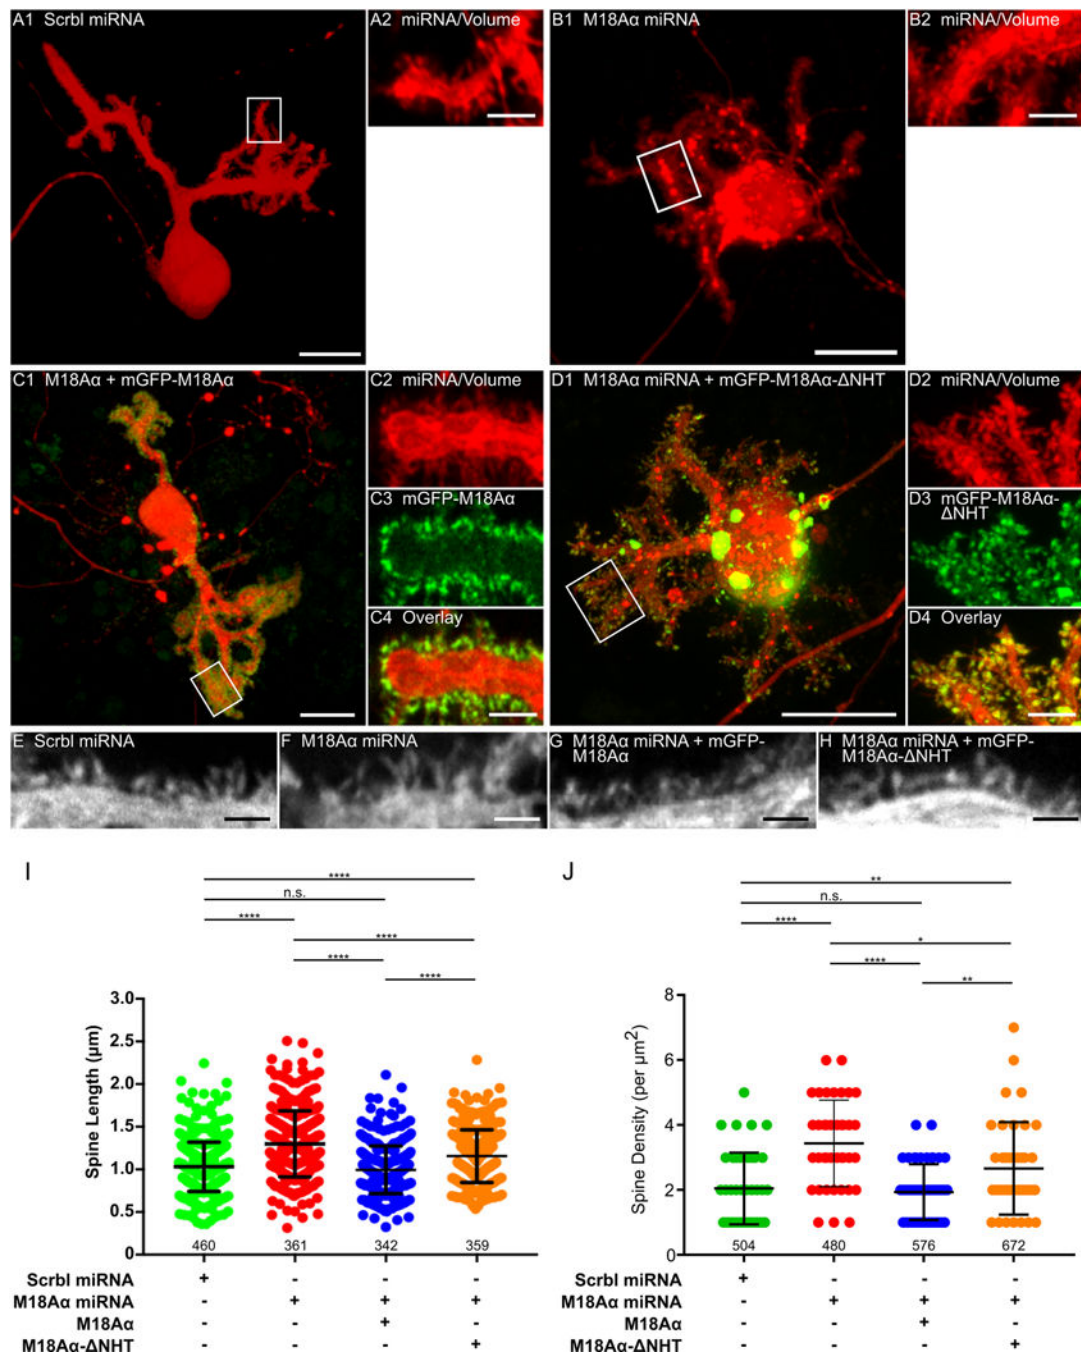 A1 Scrbl miRNA
A2 miRNA/Volume
B1 M18Aα miRNA
B2 miRNA/Volume
C1 M18Aα + mGFP-M18Aα
C2 miRNA/Volume
C3 mGFP-M18Aα
C4 Overlay
D1 M18Aα miRNA + mGFP-M18Aα-ΔNHT
D2 miRNA/Volume
D3 mGFP-M18Aα-
ΔNHT
D4 Overlay
E Scrbl miRNA
F M18Aα miRNA
G M18Aα miRNA + mGFP-
M18Aα
H M18Aα miRNA + mGFP-
M18Aα-ΔNHT
I
****
n.s.
****
****
****
****
Spine Length (μm)
3.0
2.5
2.0
1.5
1.0
0.5
0
460 361 342 359
Scrbl miRNA + - - -
M18Aα miRNA - + + +
M18Aα - - + -
M18Aα-ΔNHT - - - +
J
**
n.s.
****
*
****
**
Spine Density (per μm²)
8
6
4
2
0
504 480 576 672
Scrbl miRNA + - - -
M18Aα miRNA - + + +
M18Aα - - + -
M18Aα-ΔNHT - - - +